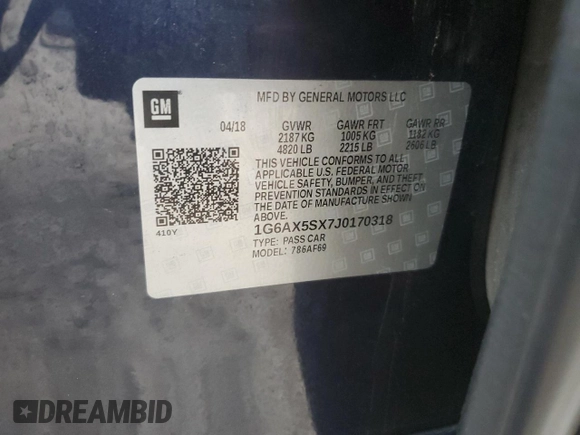 GM
MFD BY GENERAL MOTORS LLC
04/18 GVWR GAWR FRT GAWR RR
2187 KG 1005 KG 1182 KG
4820 LB 2215 LB 2606 LB
THIS VEHICLE CONFORMS TO ALL
APPLICABLE U.S. FEDERAL MOTOR
VEHICLE SAFETY, BUMPER, AND THEFT
PREVENTION STANDARDS IN EFFECT
ON THE DATE OF MANUFACTURE SHOWN
ABOVE.
410Y
1G6AX5SX7J0170318
TYPE: PASS CAR
MODEL: 786AF69
DREAMBID